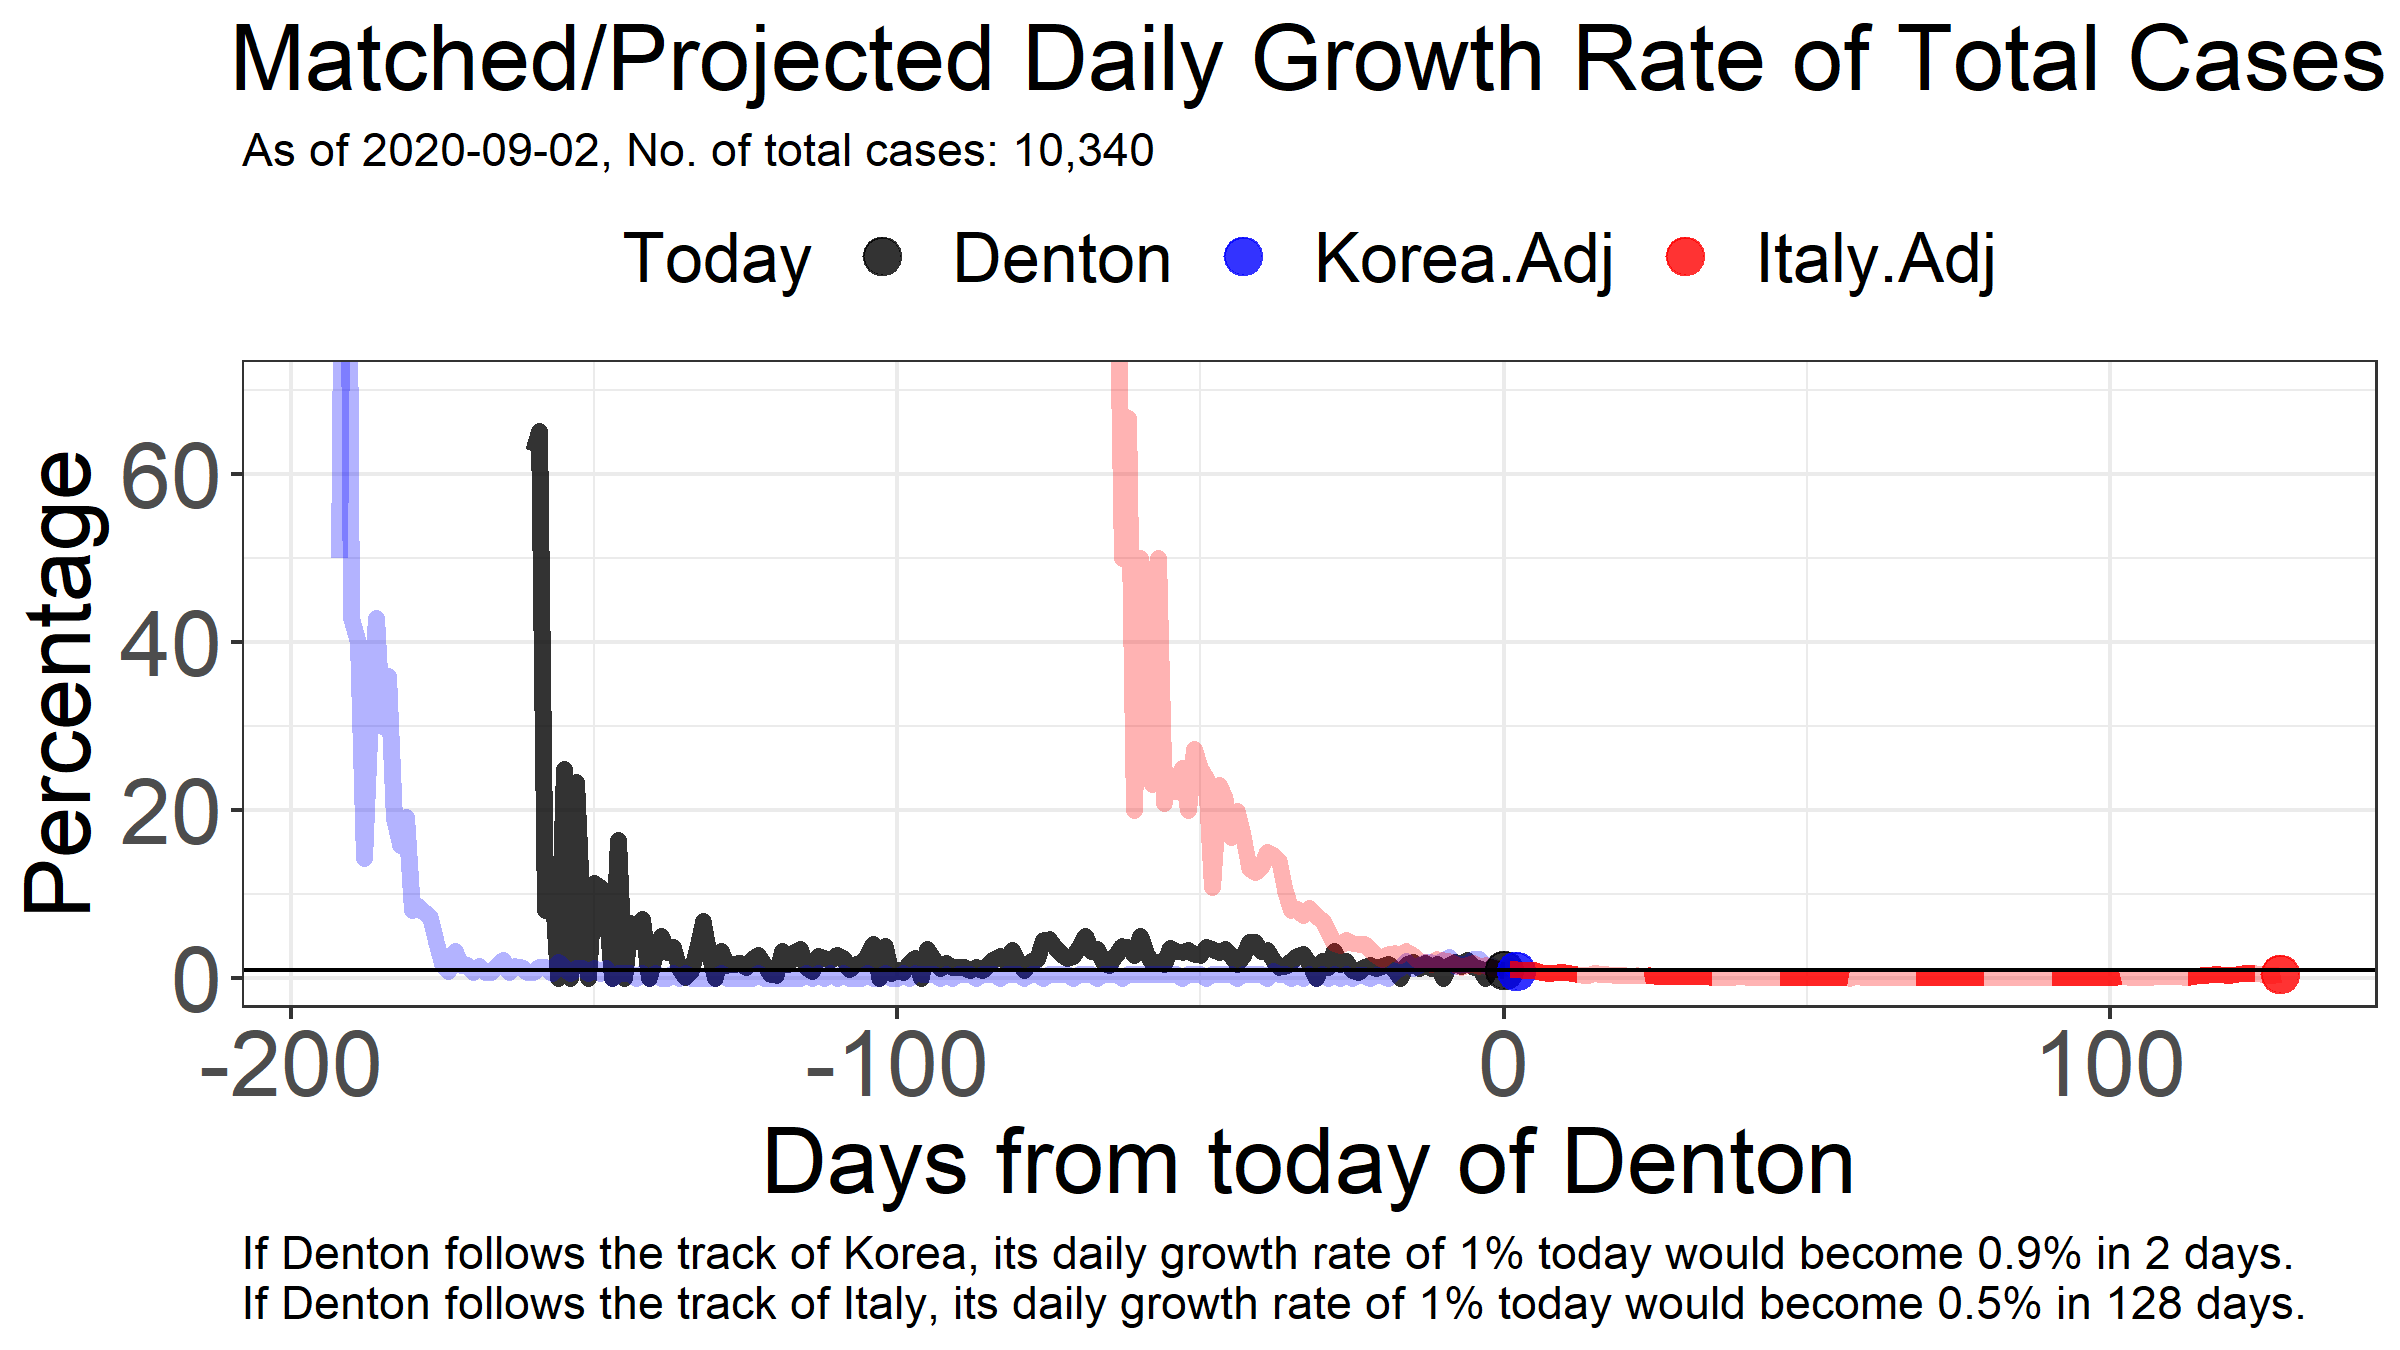 Matched/Projected Daily Growth Rate of Total Cases
As of 2020-09-02, No. of total cases: 10,340
Today Denton Korea.Adj Italy.Adj
Percentage
60
40
20
0
-200 -100 0 100
Days from today of Denton
If Denton follows the track of Korea, its daily growth rate of 1% today would become 0.9% in 2 days.
If Denton follows the track of Italy, its daily growth rate of 1% today would become 0.5% in 128 days.